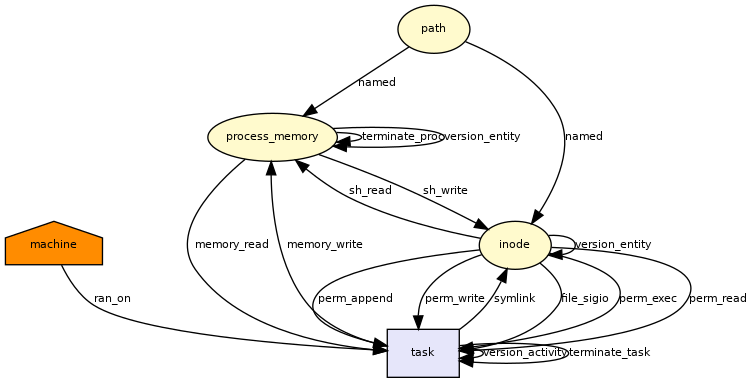 path
named
process_memory
terminate_proc
version_entity
named
sh_read
sh_write
machine
memory_read
memory_write
inode
version_entity
ran_on
perm_append
perm_write
symlink
file_sigio
perm_exec
perm_read
task
version_activity
terminate_task